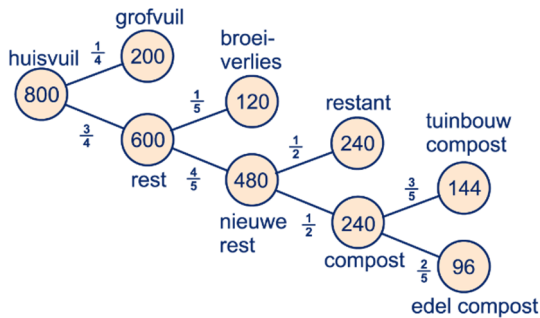 grofvuil
huisvuil
1/4
200
800
broei-
verlies
1/5
120
3/4
600
rest
restant
1/2
240
4/5
480
nieuwe
rest
tuinbouw
compost
3/5
144
1/2
240
compost
2/5
96
edel compost